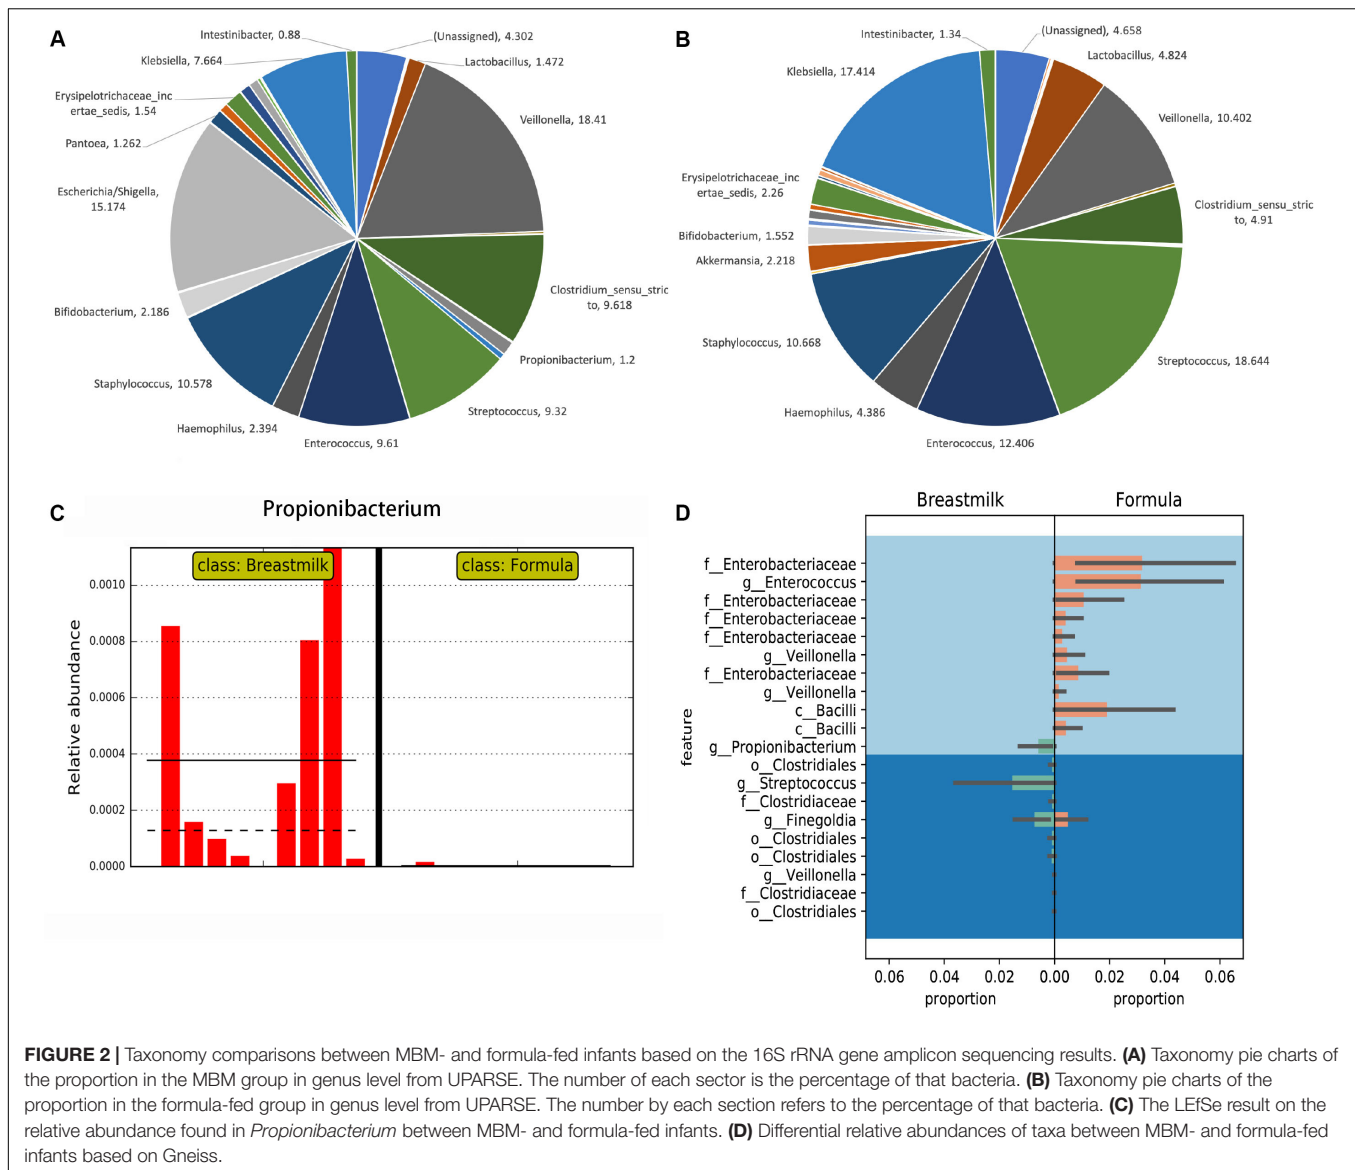 A
Intestinibacter, 0.88
(Unassigned), 4.302
Klebsiella, 7.664
Lactobacillus, 1.472
Erysipelotrichaceae_inc
ertae_sedis, 1.54
Veillonella, 18.41
Pantoea, 1.262
Escherichia/Shigella,
15.174
Clostridium_sensu_stric
to, 9.618
Bifidobacterium, 2.186
Propionibacterium, 1.2
Staphylococcus, 10.578
Streptococcus, 9.32
Haemophilus, 2.394
Enterococcus, 9.61
B
Intestinibacter, 1.34
(Unassigned), 4.658
Lactobacillus, 4.824
Klebsiella, 17.414
Veillonella, 10.402
Erysipelotrichaceae_inc
ertae_sedis, 2.26
Clostridium_sensu_stric
to, 4.91
Bifidobacterium, 1.552
Akkermansia, 2.218
Staphylococcus, 10.668
Streptococcus, 18.644
Haemophilus, 4.386
Enterococcus, 12.406
C
Propionibacterium
class: Breastmilk
class: Formula
Relative abundance
0.0010
0.0008
0.0006
0.0004
0.0002
0.0000
D
Breastmilk Formula
feature
f__Enterobacteriaceae
g__Enterococcus
f__Enterobacteriaceae
f__Enterobacteriaceae
f__Enterobacteriaceae
g__Veillonella
f__Enterobacteriaceae
g__Veillonella
c__Bacilli
c__Bacilli
g__Propionibacterium
o__Clostridiales
g__Streptococcus
f__Clostridiaceae
g__Finegoldia
o__Clostridiales
o__Clostridiales
g__Veillonella
f__Clostridiaceae
o__Clostridiales
0.06 0.04 0.02 0.00 0.02 0.04 0.06
proportion proportion
FIGURE 2 | Taxonomy comparisons between MBM- and formula-fed infants based on the 16S rRNA gene amplicon sequencing results. (A) Taxonomy pie charts of
the proportion in the MBM group in genus level from UPARSE. The number of each sector is the percentage of that bacteria. (B) Taxonomy pie charts of the
proportion in the formula-fed group in genus level from UPARSE. The number by each section refers to the percentage of that bacteria. (C) The LEfSe result on the
relative abundance found in Propionibacterium between MBM- and formula-fed infants. (D) Differential relative abundances of taxa between MBM- and formula-fed
infants based on Gneiss.